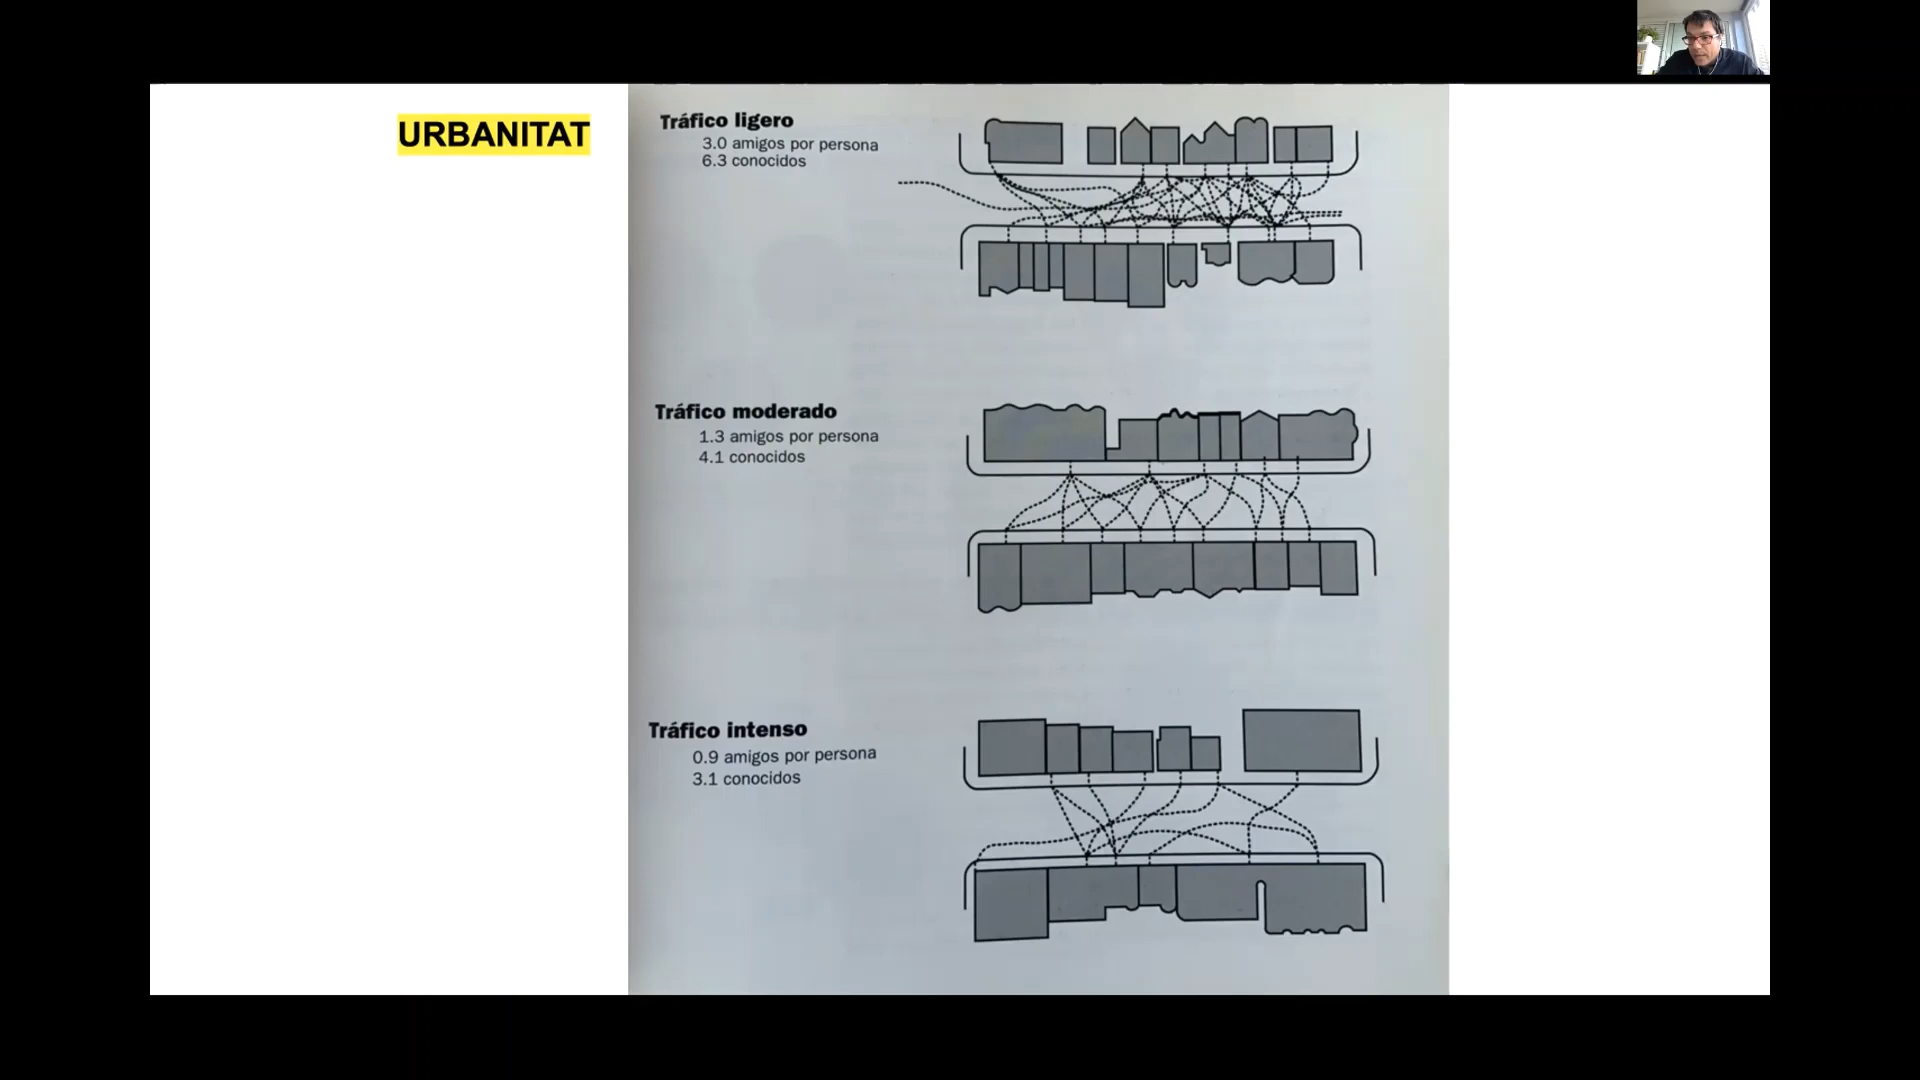 URBANITAT
Tráfico ligero
3.0 amigos por persona
6.3 conocidos
Tráfico moderado
1.3 amigos por persona
4.1 conocidos
Tráfico intenso
0.9 amigos por persona
3.1 conocidos